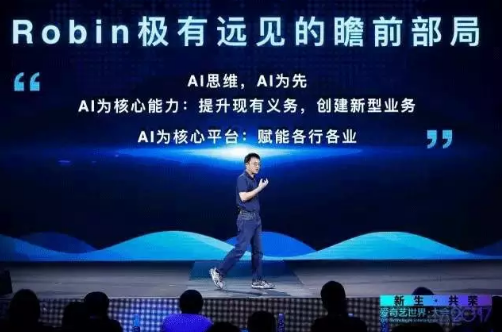 Robin极有远见的瞻前部局
“
AI思维，AI为先
AI为核心能力：提升现有义务，创建新型业务
AI为核心平台：赋能各行各业
”
新生·共荣
爱奇艺世界·大会2017